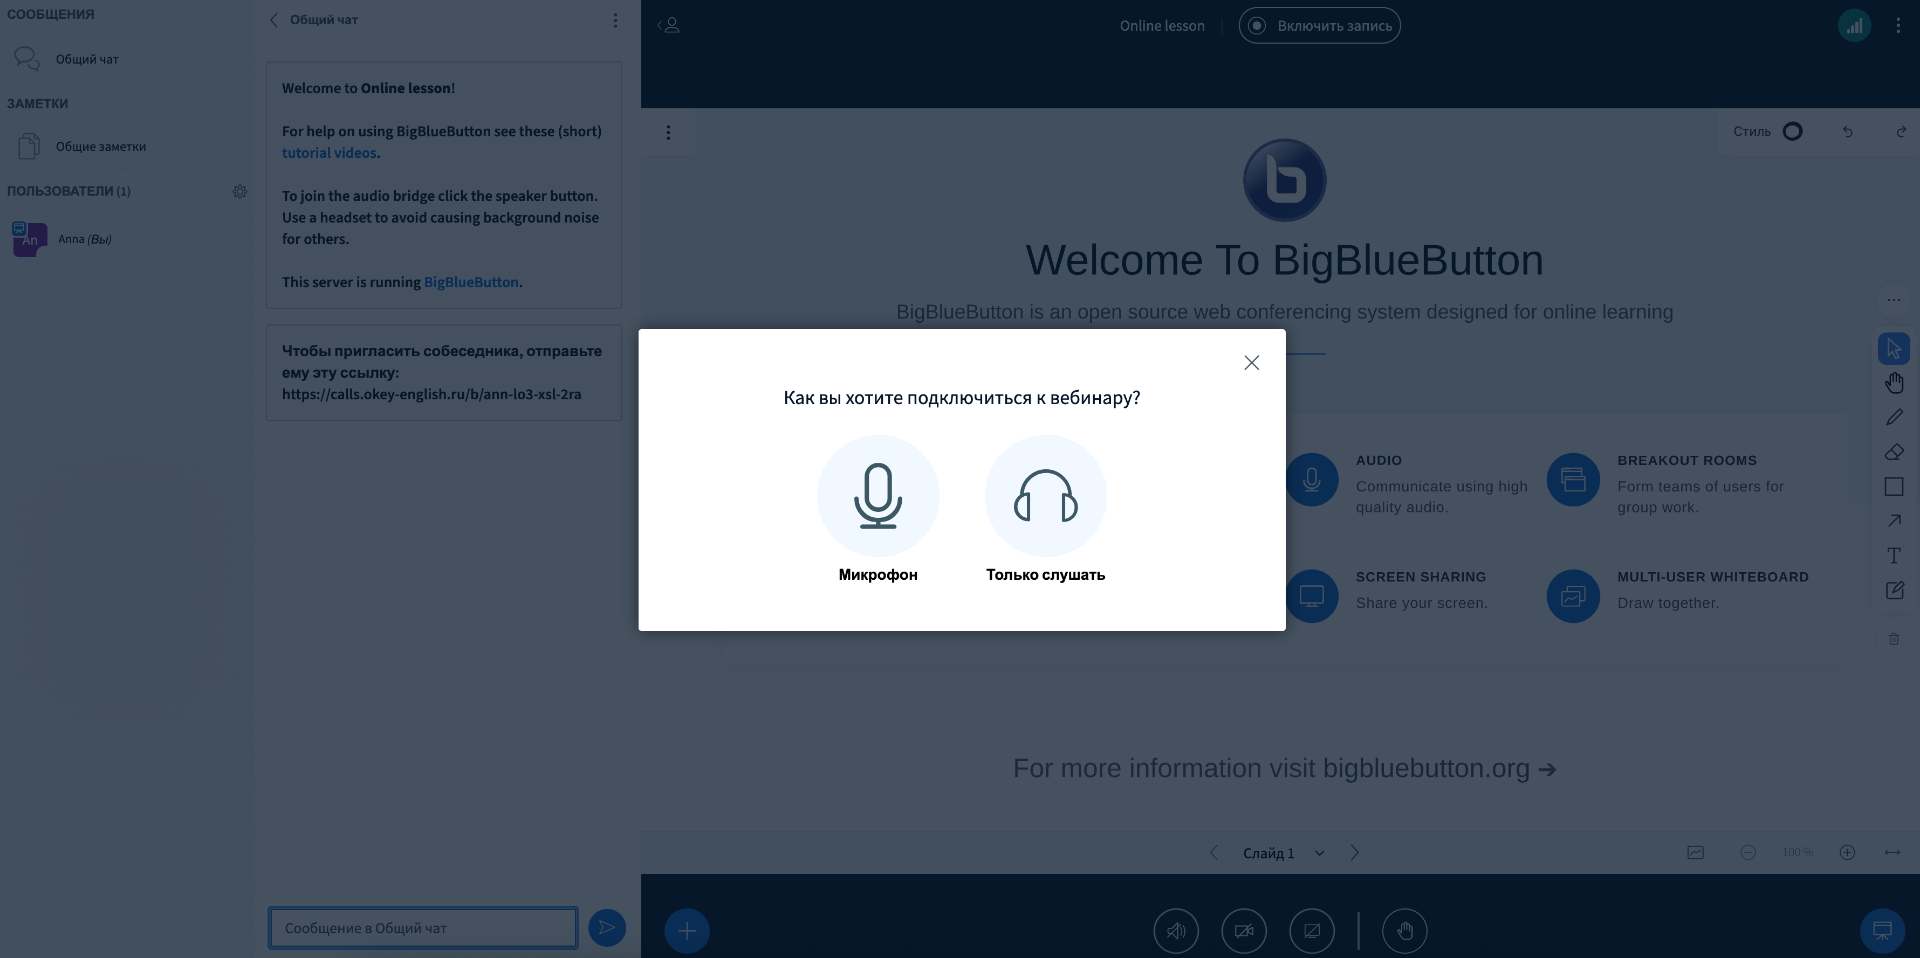 СООБЩЕНИЯ
Общий чат
ЗАМЕТКИ
Общие заметки
ПОЛЬЗОВАТЕЛИ (1)
An
Anna (Вы)
Общий чат
Welcome to Online lesson!
For help on using BigBlueButton see these (short)
tutorial videos.
To join the audio bridge click the speaker button.
Use a headset to avoid causing background noise
for others.
This server is running BigBlueButton.
Чтобы пригласить собеседника, отправьте
ему эту ссылку:
https://calls.okey-english.ru/b/ann-lo3-xsl-2ra
Сообщение в Общий чат
Online lesson
Включить запись
Стиль
Welcome To BigBlueButton
BigBlueButton is an open source web conferencing system designed for online learning
Как вы хотите подключиться к вебинару?
Микрофон
Только слушать
AUDIO
Communicate using high
quality audio.
BREAKOUT ROOMS
Form teams of users for
group work.
SCREEN SHARING
Share your screen.
MULTI-USER WHITEBOARD
Draw together.
For more information visit bigbluebutton.org ➔
Слайд 1
100 %